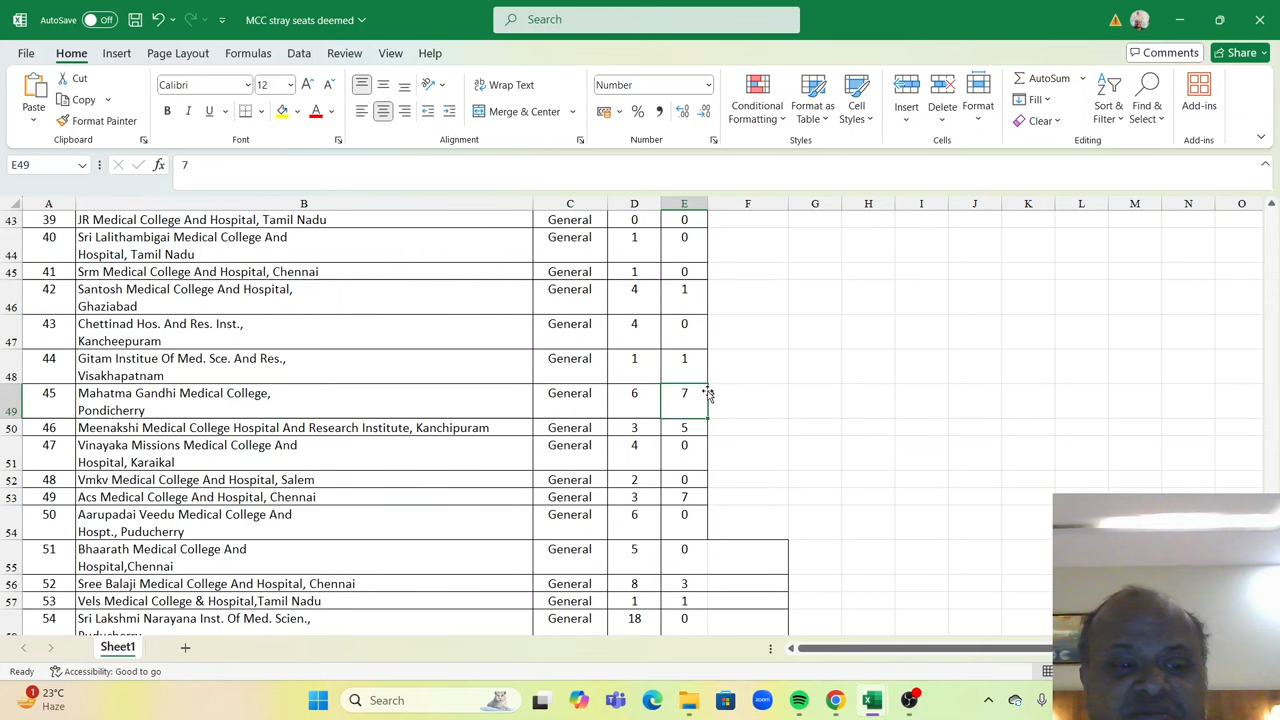 AutoSave Off MCC stray seats deemed Search
File Home Insert Page Layout Formulas Data Review View Help Comments Share
Paste Cut Copy Format Painter Calibri 12 B I U A Wrap Text Merge & Center Number % , Conditional Formatting Format as Table Cell Styles Insert Delete Format AutoSum Fill Clear Sort & Filter Find & Select Add-ins
Clipboard Font Alignment Number Styles Cells Editing Add-ins
E49 fx 7
A B C D E F G H I J K L M N O
43 39 JR Medical College And Hospital, Tamil Nadu General 0 0
40 Sri Lalithambigai Medical College And General 1 0
44 Hospital, Tamil Nadu
45 41 Srm Medical College And Hospital, Chennai General 1 0
42 Santosh Medical College And Hospital, General 4 1
46 Ghaziabad
43 Chettinad Hos. And Res. Inst., General 4 0
47 Kancheepuram
44 Gitam Institue Of Med. Sce. And Res., General 1 1
48 Visakhapatnam
45 Mahatma Gandhi Medical College, General 6 7
49 Pondicherry
50 46 Meenakshi Medical College Hospital And Research Institute, Kanchipuram General 3 5
47 Vinayaka Missions Medical College And General 4 0
51 Hospital, Karaikal
52 48 Vmkv Medical College And Hospital, Salem General 2 0
53 49 Acs Medical College And Hospital, Chennai General 3 7
50 Aarupadai Veedu Medical College And General 6 0
54 Hospt., Puducherry
51 Bhaarath Medical College And General 5 0
55 Hospital,Chennai
56 52 Sree Balaji Medical College And Hospital, Chennai General 8 3
57 53 Vels Medical College & Hospital,Tamil Nadu General 1 1
54 Sri Lakshmi Narayana Inst. Of Med. Scien., General 18 0
Sheet1
Ready Accessibility: Good to go
1 23°C
Haze Search